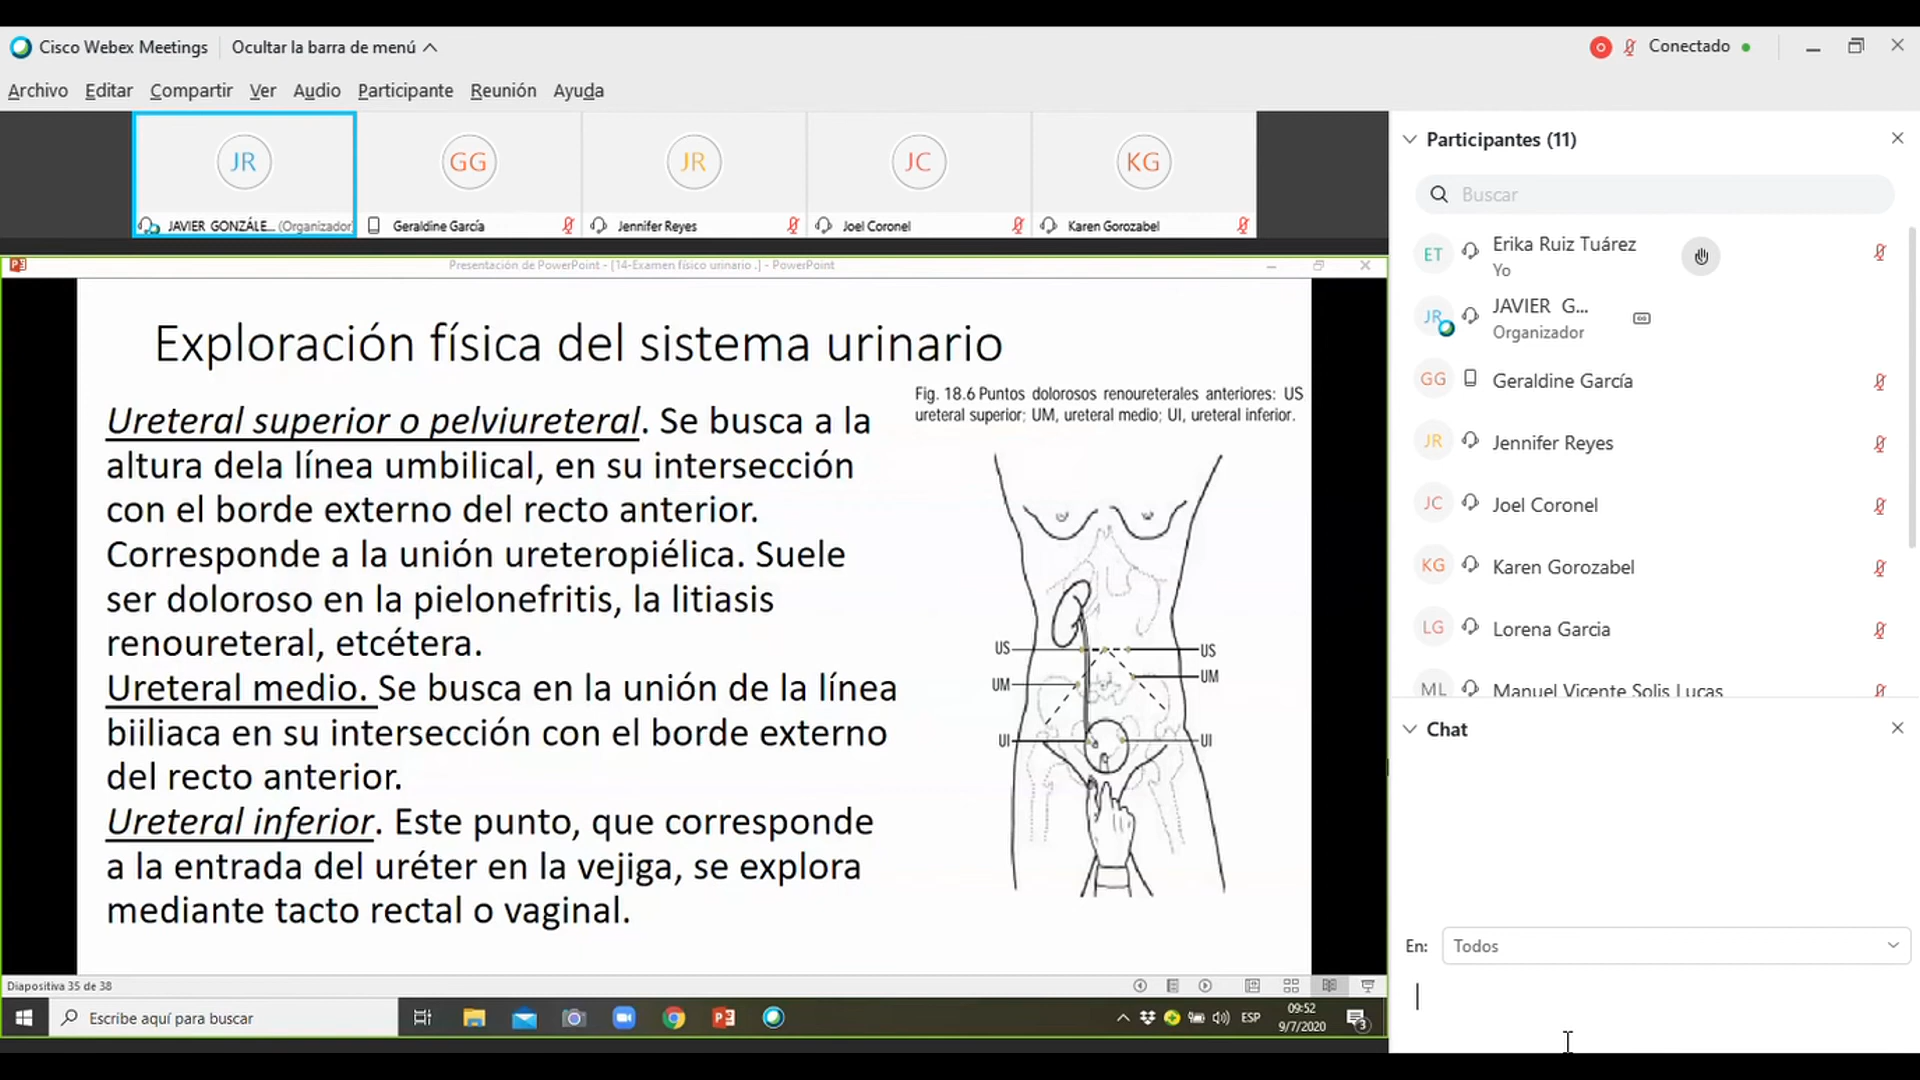 Cisco Webex Meetings
Ocultar la barra de menú
Conectado
Archivo Editar Compartir Ver Audio Participante Reunión Ayuda
JR
GG
JR
JC
KG
JAVIER GONZÁLE... (Organizador)
Geraldine García
Jennifer Reyes
Joel Coronel
Karen Gorozabel
Presentación de PowerPoint - [14-Examen físico urinario .] - PowerPoint
Exploración física del sistema urinario
Ureteral superior o pelviureteral. Se busca a la
altura dela línea umbilical, en su intersección
con el borde externo del recto anterior.
Corresponde a la unión ureteropiélica. Suele
ser doloroso en la pielonefritis, la litiasis
renoureteral, etcétera.
Ureteral medio. Se busca en la unión de la línea
biiliaca en su intersección con el borde externo
del recto anterior.
Ureteral inferior. Este punto, que corresponde
a la entrada del uréter en la vejiga, se explora
mediante tacto rectal o vaginal.
Fig. 18.6 Puntos dolorosos renoureterales anteriores: US
ureteral superior; UM, ureteral medio; UI, ureteral inferior.
US
US
UM
UM
UI
UI
Diapositiva 35 de 38
Escribe aquí para buscar
ESP
09:52
9/7/2020
3
Participantes (11)
Buscar
ET Erika Ruiz Tuárez
Yo
JR JAVIER G...
Organizador
GG Geraldine García
JR Jennifer Reyes
JC Joel Coronel
KG Karen Gorozabel
LG Lorena Garcia
ML Manuel Vicente Solis Lucas
Chat
En: Todos